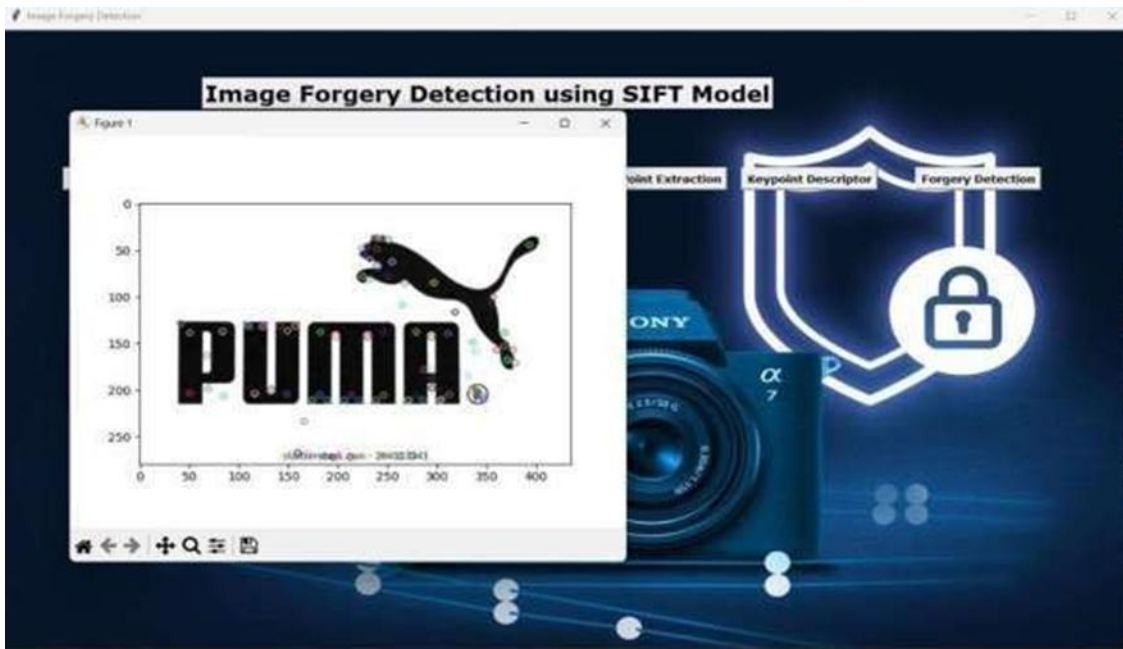 Image Forgery Detection
Image Forgery Detection using SIFT Model
Figure 1
oint Extraction
Keypoint Descriptor
Forgery Detection
0
50
100
150
200
250
0 50 100 150 200 250 300 350 400
PUMA
ONY
α
7